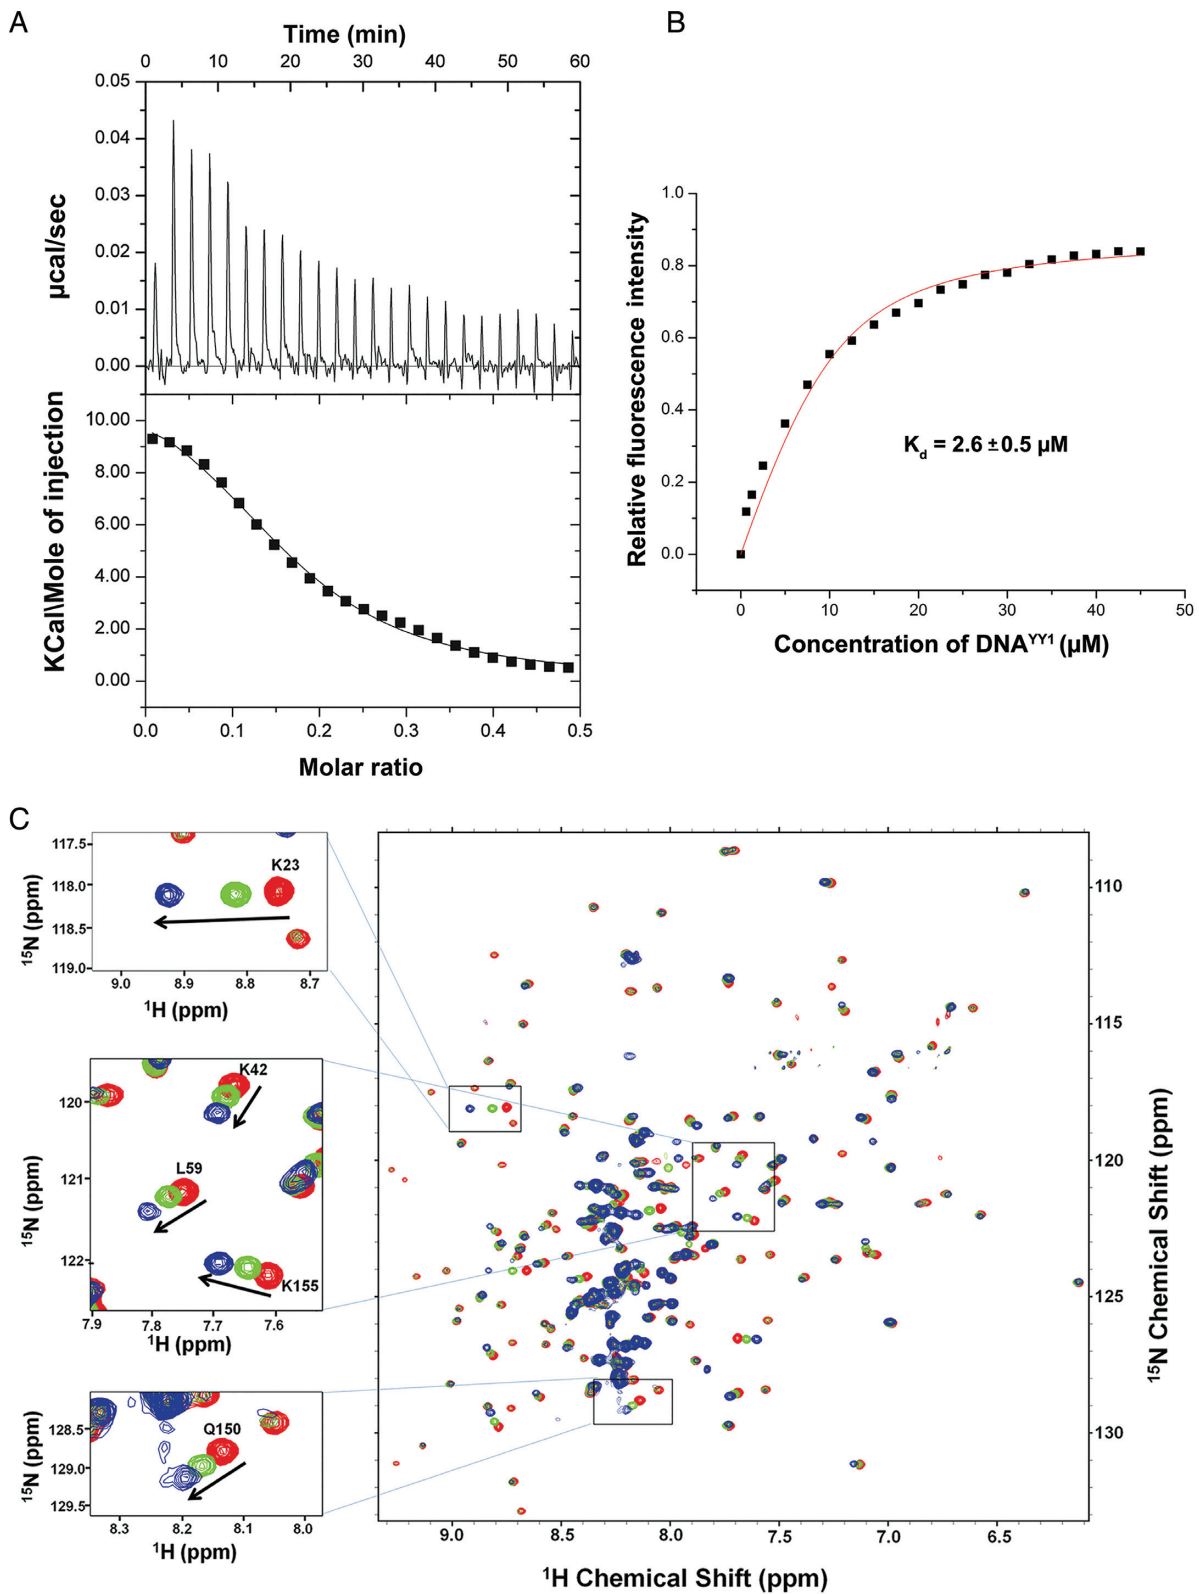 A
Time (min)
0 10 20 30 40 50 60
0.05
0.04
0.03
0.02
0.01
0.00
µcal/sec
10.00
8.00
6.00
4.00
2.00
0.00
KCal\Mole of injection
0.0 0.1 0.2 0.3 0.4 0.5
Molar ratio
B
1.0
0.8
0.6
0.4
0.2
0.0
Relative fluorescence intensity
K_d = 2.6 ± 0.5 µM
0 10 20 30 40 50
Concentration of DNA^YY1 (µM)
C
117.5
118.0
118.5
119.0
15N (ppm)
K23
9.0 8.9 8.8 8.7
1H (ppm)
120
121
122
15N (ppm)
K42
L59
K155
7.9 7.8 7.7 7.6
1H (ppm)
128.5
129.0
129.5
15N (ppm)
Q150
8.3 8.2 8.1 8.0
1H (ppm)
110
115
120
125
130
15N Chemical Shift (ppm)
9.0 8.5 8.0 7.5 7.0 6.5
1H Chemical Shift (ppm)